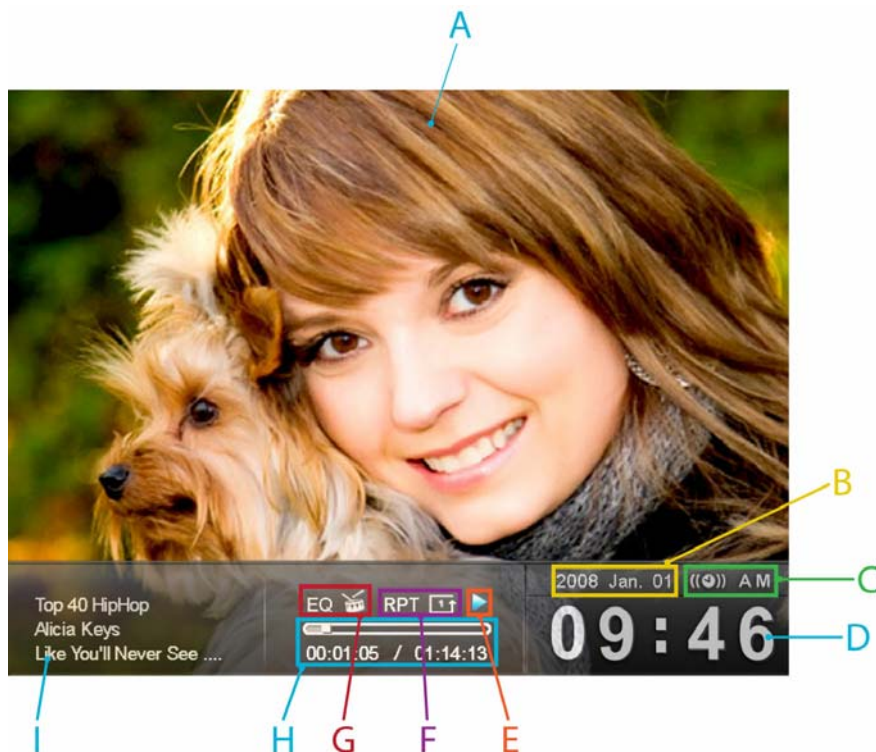 A
B
2008 Jan. 01
AM
C
EQ
RPT
1
Top 40 HipHop
Alicia Keys
Like You'll Never See ....
00:01:05 / 01:14:13
09:46
D
I
H
G
F
E